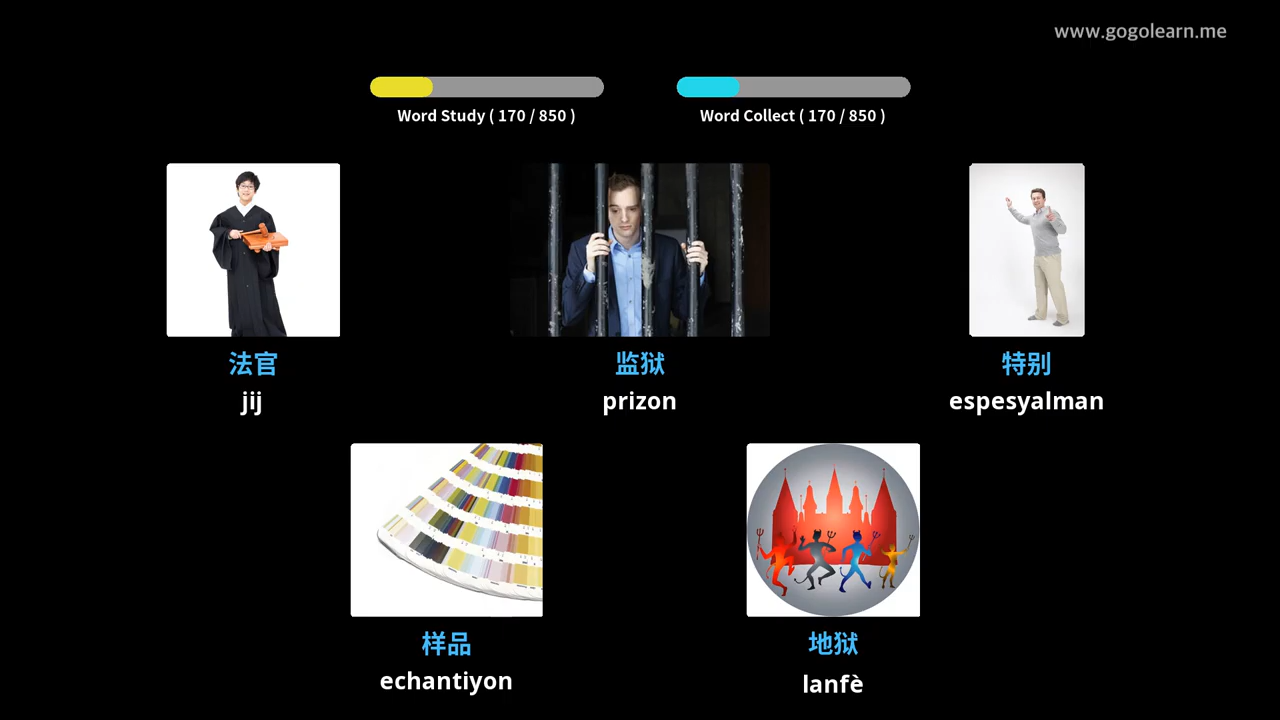 www.gogolearn.me
Word Study ( 170 / 850 )
Word Collect ( 170 / 850 )
法官
jij
监狱
prizon
特别
espesyalman
样品
echantiyon
地狱
lanfè